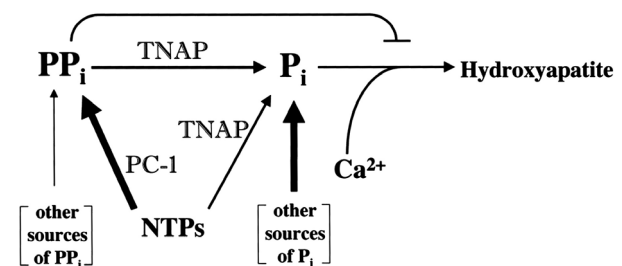 TNAP
PPi
Pi
Hydroxyapatite
TNAP
PC-1
Ca2+
NTPs
other
sources
of PPi
other
sources
of Pi